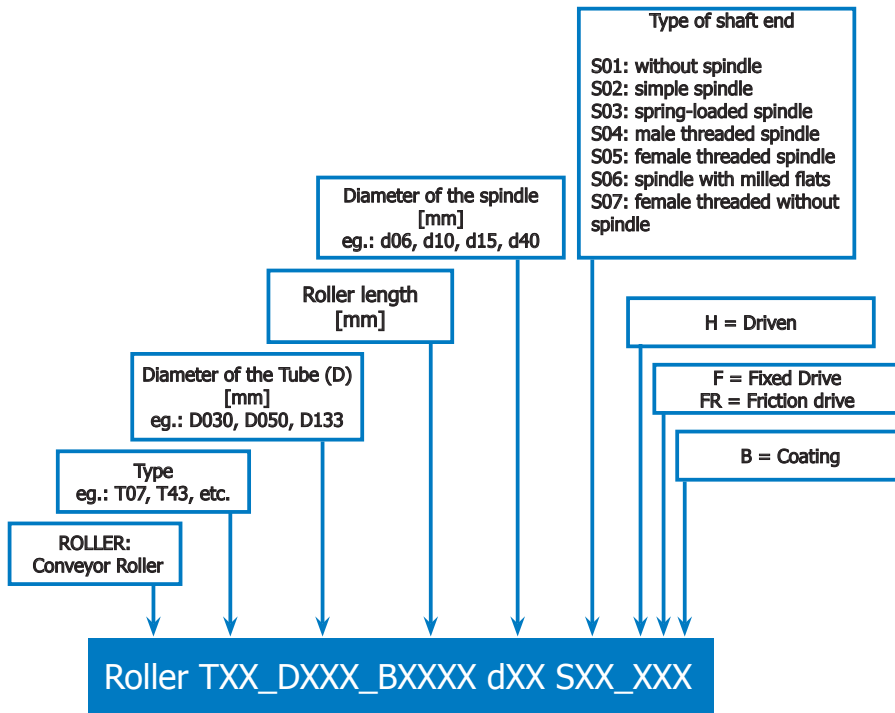 Type of shaft end
S01: without spindle
S02: simple spindle
S03: spring-loaded spindle
S04: male threaded spindle
S05: female threaded spindle
S06: spindle with milled flats
S07: female threaded without
spindle
Diameter of the spindle
[mm]
eg.: d06, d10, d15, d40
Roller length
[mm]
H = Driven
Diameter of the Tube (D)
[mm]
eg.: D030, D050, D133
F = Fixed Drive
FR = Friction drive
B = Coating
Type
eg.: T07, T43, etc.
ROLLER:
Conveyor Roller
Roller TXX_DXXX_BXXXX dXX SXX_XXX